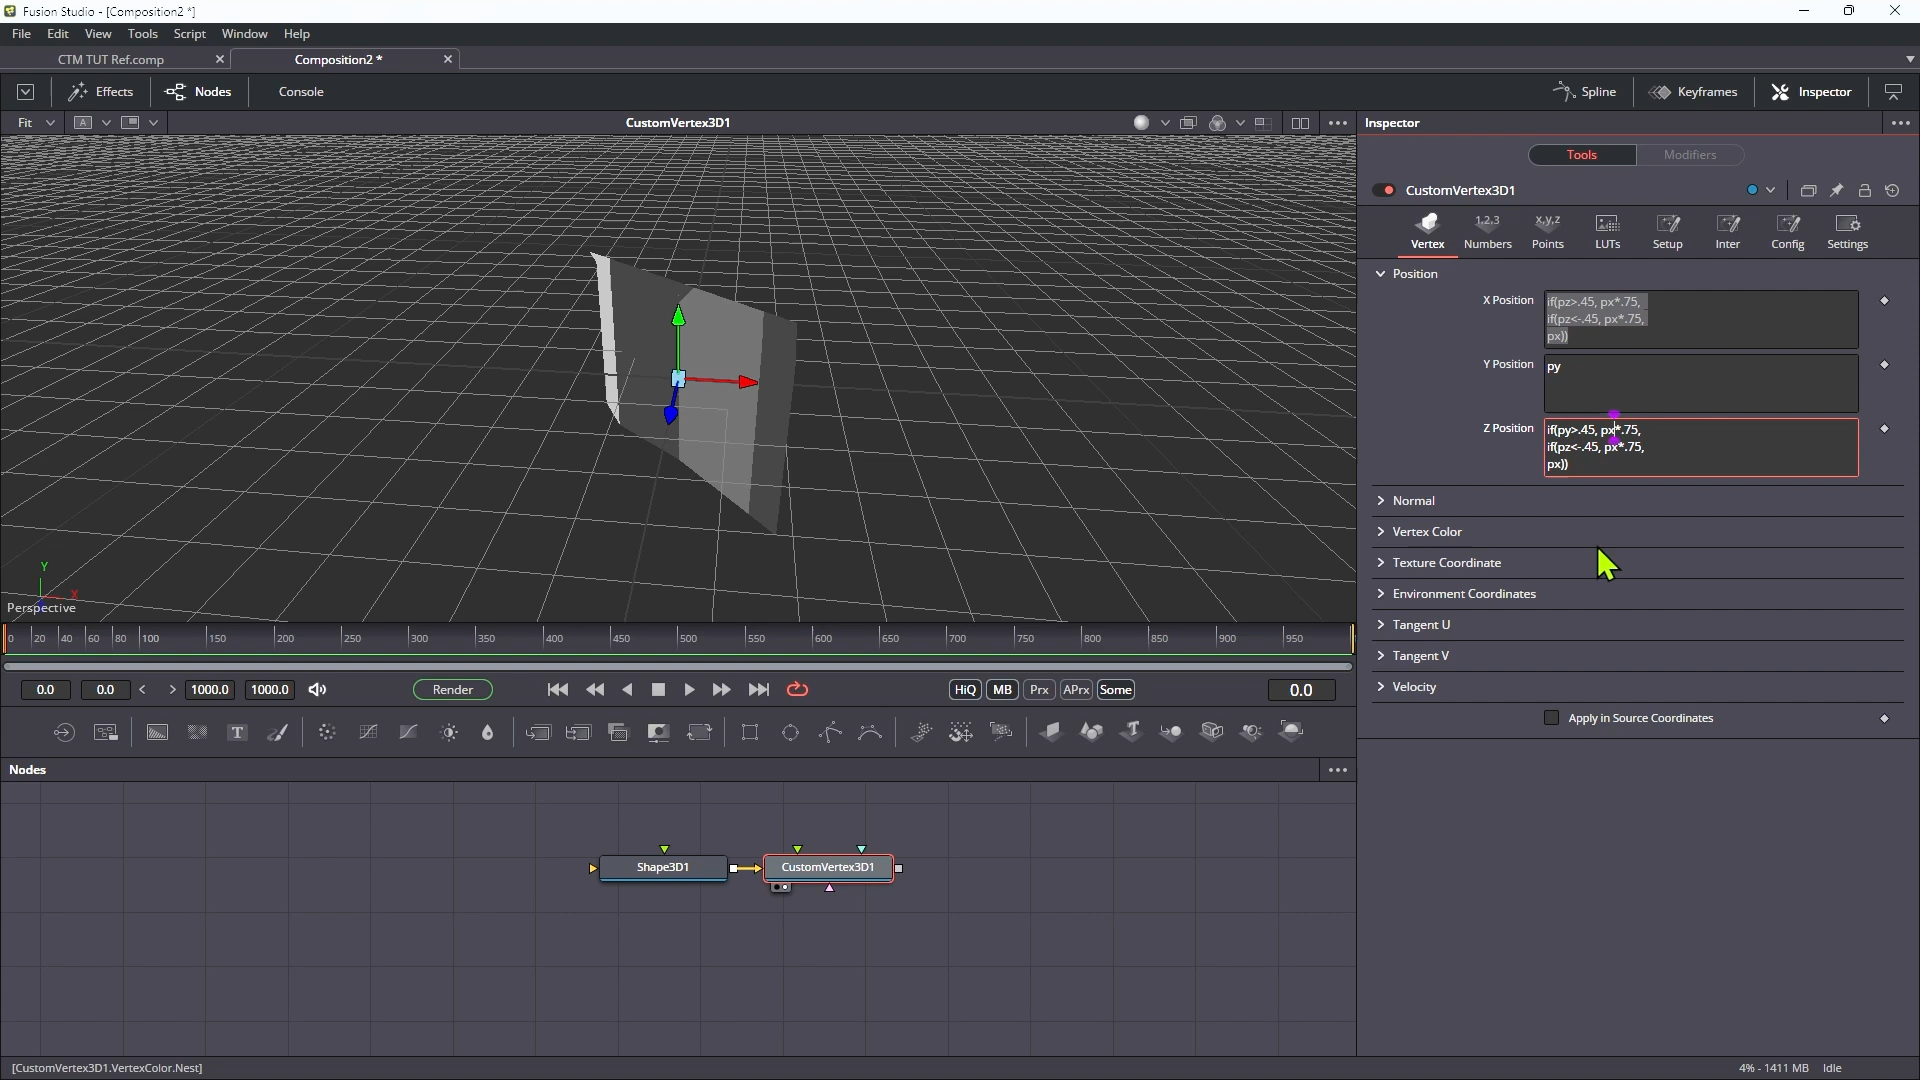 Fusion Studio - [Composition2 *]
File Edit View Tools Script Window Help
CTM TUT Ref.comp
Composition2 *
Effects
Nodes
Console
Spline
Keyframes
Inspector
Fit
A
CustomVertex3D1
Inspector
Tools
Modifiers
CustomVertex3D1
1,2,3
x,y,z
Vertex
Numbers
Points
LUTs
Setup
Inter
Config
Settings
Position
X Position
if(pz>.45, px*.75,
if(pz<-.45, px*.75,
px))
Y Position
py
Z Position
if(py>.45, px*.75,
if(pz<-.45, px*.75,
px))
Normal
Vertex Color
Texture Coordinate
Environment Coordinates
Tangent U
Tangent V
Velocity
Apply in Source Coordinates
Y
X
Perspective
0 20 40 60 80 100 150 200 250 300 350 400 450 500 550 600 650 700 750 800 850 900 950
0.0
0.0
1000.0
1000.0
Render
HiQ
MB
Prx
APrx
Some
0.0
T
T
Nodes
Shape3D1
CustomVertex3D1
[CustomVertex3D1.VertexColor.Nest]
4% - 1411 MB
Idle